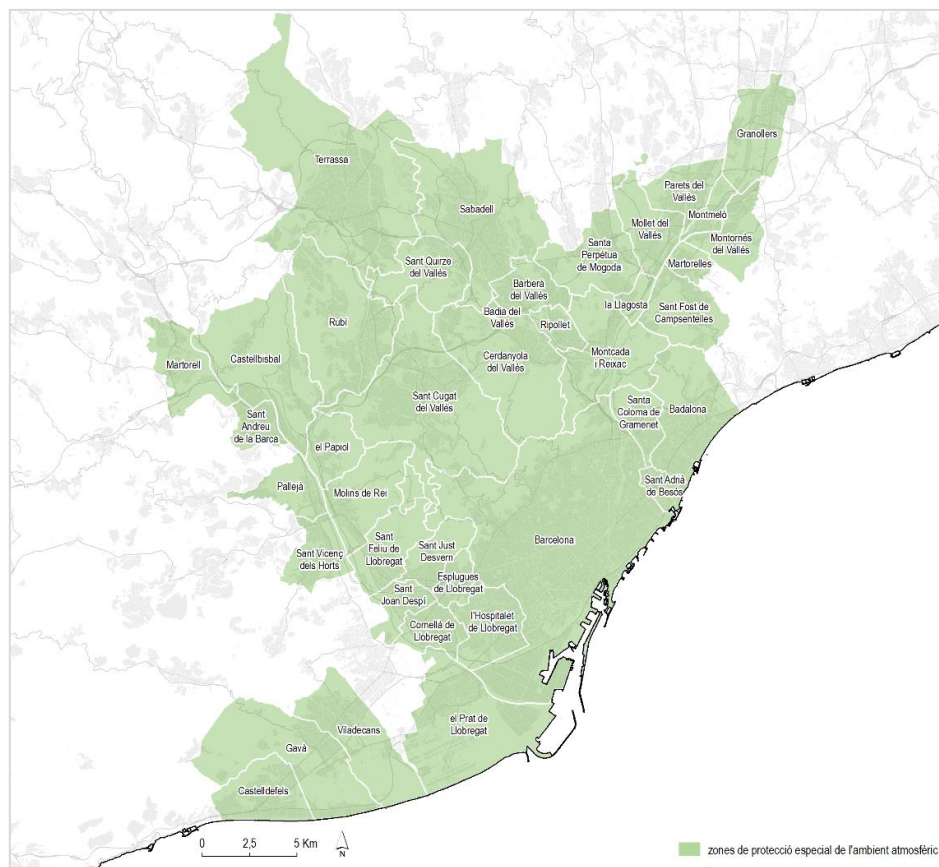 Granollers
Terrassa
Parets del
Vallès
Sabadell
Montmeló
Mollet del
Vallès
Montornés
del Vallès
Santa
Perpètua
de Mogoda
Martorelles
Sant Quirze
del Vallès
Barberà
del Vallès
la Llagosta
Sant Fost de
Campsentelles
Badia del
Vallès
Ripollet
Rubí
Martorell
Castellbisbal
Cerdanyola
del Vallès
Montcada
i Reixac
Sant Cugat
del Vallès
Santa
Coloma de
Gramenet
Badalona
Sant
Andreu
de la Barca
el Papiol
Pallejà
Molins de Rei
Sant Adrià
de Besòs
Sant Vicenç
dels Horts
Sant
Feliu de
Llobregat
Sant Just
Desvern
Barcelona
Esplugues
de Llobregat
Sant
Joan Despí
Cornellà de
Llobregat
l'Hospitalet
de Llobregat
el Prat de
Llobregat
Viladecans
Gavà
Castelldefels
0 2,5 5 Km
N
zones de protecció especial de l'ambient atmosfèric